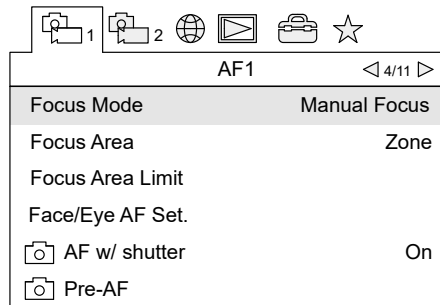 1 2
AF1 4/11
Focus Mode Manual Focus
Focus Area Zone
Focus Area Limit
Face/Eye AF Set.
AF w/ shutter On
Pre-AF